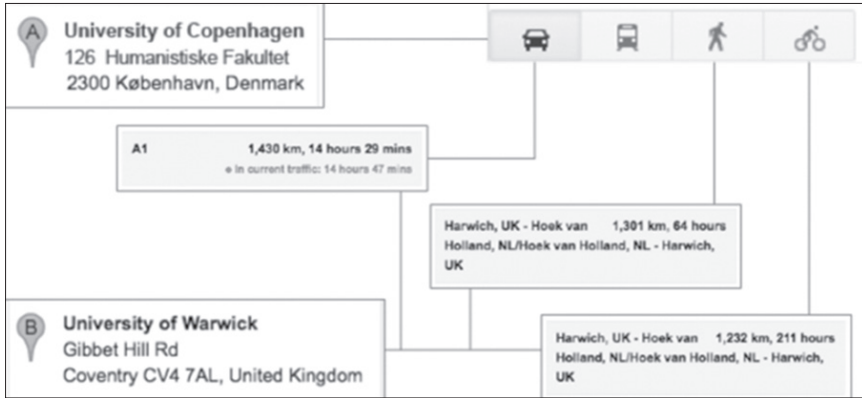 A
University of Copenhagen
126 Humanistiske Fakultet
2300 København, Denmark
A1 1,430 km, 14 hours 29 mins
in current traffic: 14 hours 47 mins
Harwich, UK - Hoek van 1,301 km, 64 hours
Holland, NL/Hoek van Holland, NL - Harwich,
UK
B
University of Warwick
Gibbet Hill Rd
Coventry CV4 7AL, United Kingdom
Harwich, UK - Hoek van 1,232 km, 211 hours
Holland, NL/Hoek van Holland, NL - Harwich,
UK